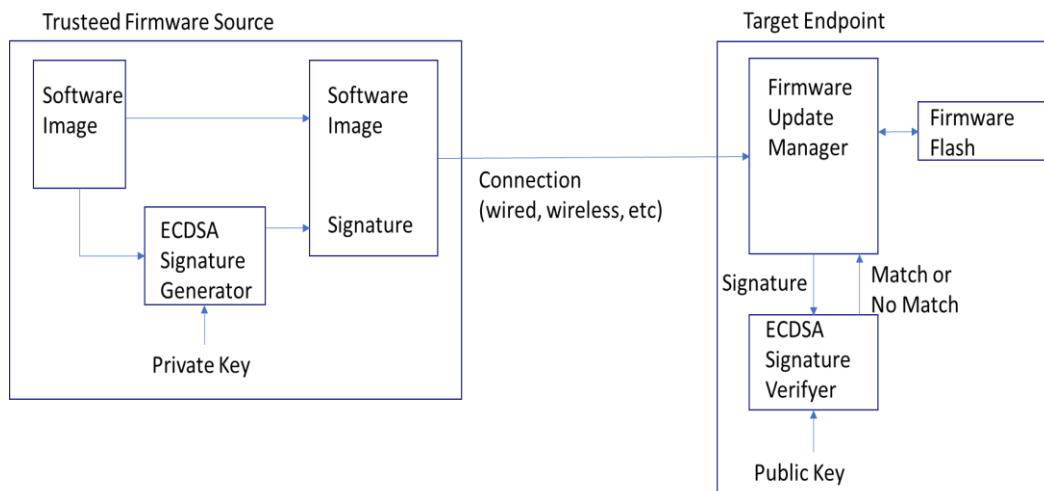 Trusteed Firmware Source
Software
Image
Software
Image
Signature
ECDSA
Signature
Generator
Private Key
Connection
(wired, wireless, etc)
Target Endpoint
Firmware
Update
Manager
Firmware
Flash
Signature
Match or
No Match
ECDSA
Signature
Verifyer
Public Key